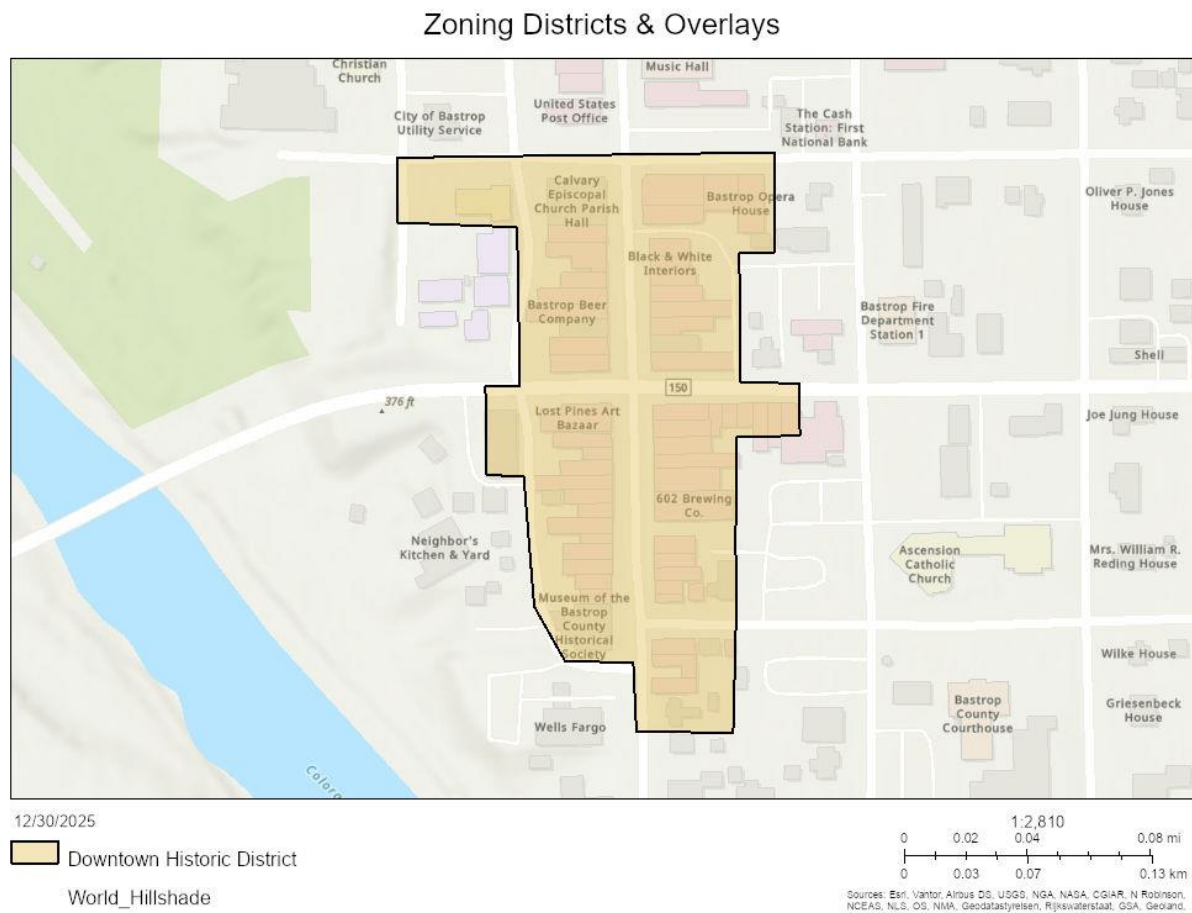 Zoning Districts & Overlays
Christian
Church
Music Hall
City of Bastrop
Utility Service
United States
Post Office
The Cash
Station: First
National Bank
Calvary
Episcopal
Church Parish
Hall
Bastrop Opera
House
Oliver P. Jones
House
Black & White
Interiors
Bastrop Beer
Company
Bastrop Fire
Department
Station 1
Shell
150
376 ft
Lost Pines Art
Bazaar
Joe Jung House
602 Brewing
Co.
Neighbor's
Kitchen & Yard
Ascension
Catholic
Church
Mrs. William R.
Reding House
Museum of the
Bastrop
County
Historical
Society
Wilke House
Bastrop
County
Courthouse
Griesenbeck
House
Wells Fargo
Coloro
12/30/2025
Downtown Historic District
World_Hillshade
1:2,810
0 0.02 0.04 0.08 mi
0 0.03 0.07 0.13 km
Sources: Esri, Vantor, Airbus DS, USGS, NGA, NASA, CGIAR, N Robinson,
NCEAS, NLS, OS, NMA, Geodatastyrelsen, Rijkswaterstaat, GSA, Geoland,